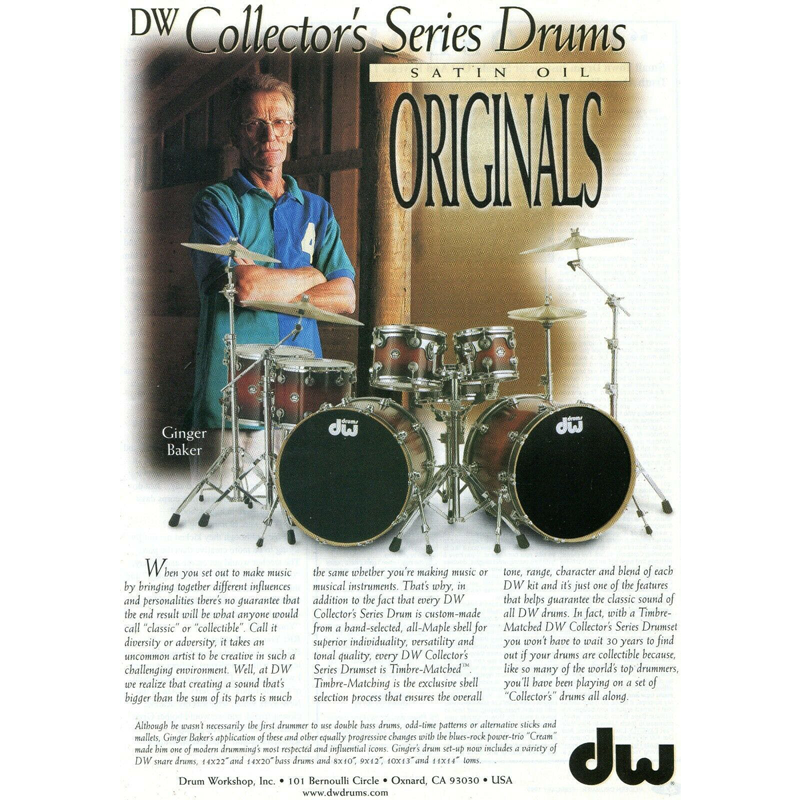 DW Collector's Series Drums
SATIN OIL
ORIGINALS
4
Ginger
Baker
drums
dw
drums
dw
When you set out to make music
by bringing together different influences
and personalities there's no guarantee that
the end result will be what anyone would
call "classic" or "collectible". Call it
diversity or adversity, it takes an
uncommon artist to be creative in such a
challenging environment. Well, at DW
we realize that creating a sound that's
bigger than the sum of its parts is much
the same whether you're making music or
musical instruments. That's why, in
addition to the fact that every DW
Collector's Series Drum is custom-made
from a hand-selected, all-Maple shell for
superior individuality, versatility and
tonal quality, every DW Collector's
Series Drumset is Timbre-Matched™.
Timbre-Matching is the exclusive shell
selection process that ensures the overall
tone, range, character and blend of each
DW kit and it's just one of the features
that helps guarantee the classic sound of
all DW drums. In fact, with a Timbre-
Matched DW Collector's Series Drumset
you won't have to wait 30 years to find
out if your drums are collectible because,
like so many of the world's top drummers,
you'll have been playing on a set of
"Collector's" drums all along.
Although he wasn't necessarily the first drummer to use double bass drums, odd-time patterns or alternative sticks and
mallets, Ginger Baker's application of these and other equally progressive changes with the blues-rock power-trio "Cream"
made him one of modern drumming's most respected and influential icons. Ginger's drum set-up now includes a variety of
DW snare drums, 14x22" and 14x20" bass drums and 8x10", 9x12", 10x13" and 11x14" toms.
dw
Drum Workshop, Inc. • 101 Bernoulli Circle • Oxnard, CA 93030 • USA
www.dwdrums.com